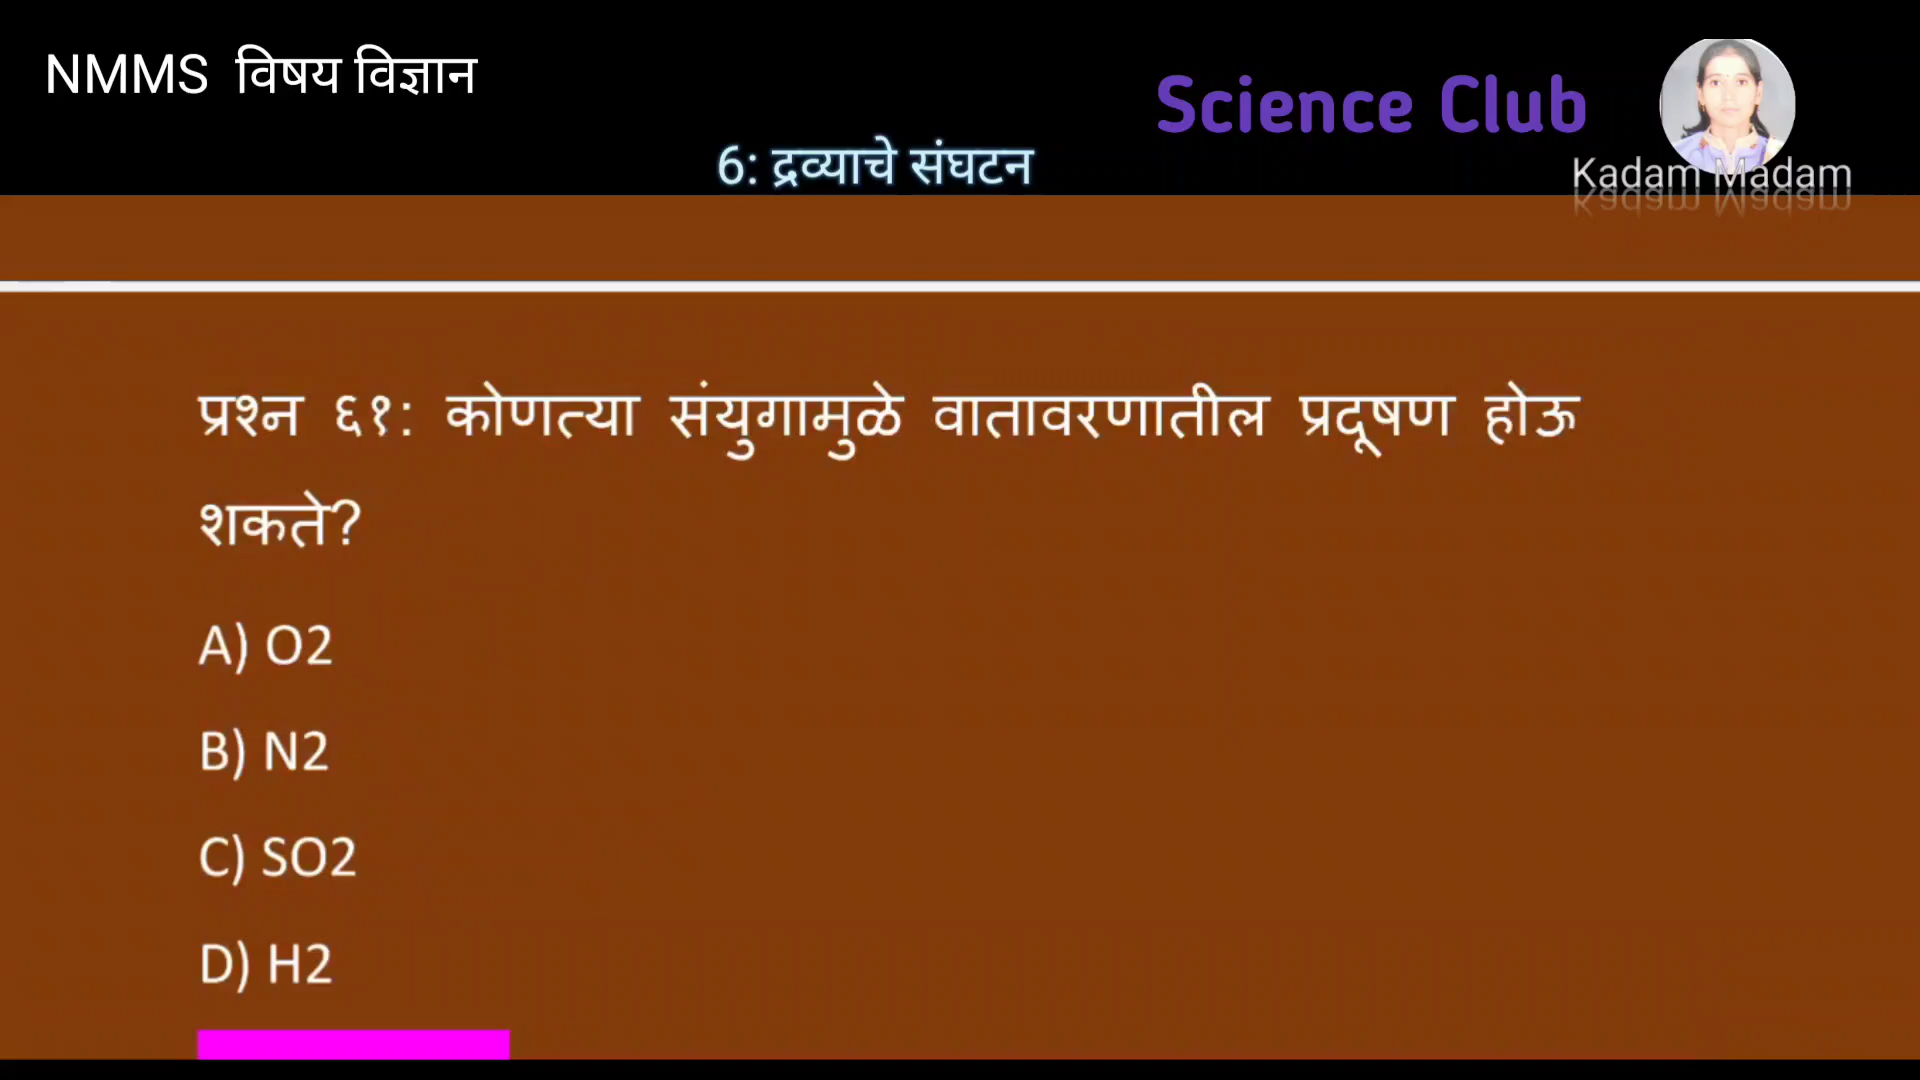 NMMS विषय विज्ञान
Science Club
6: द्रव्याचे संघटन
Kadam Madam
प्रश्न ६१: कोणत्या संयुगामुळे वातावरणातील प्रदूषण होऊ
शकते?
A) O2
B) N2
C) SO2
D) H2